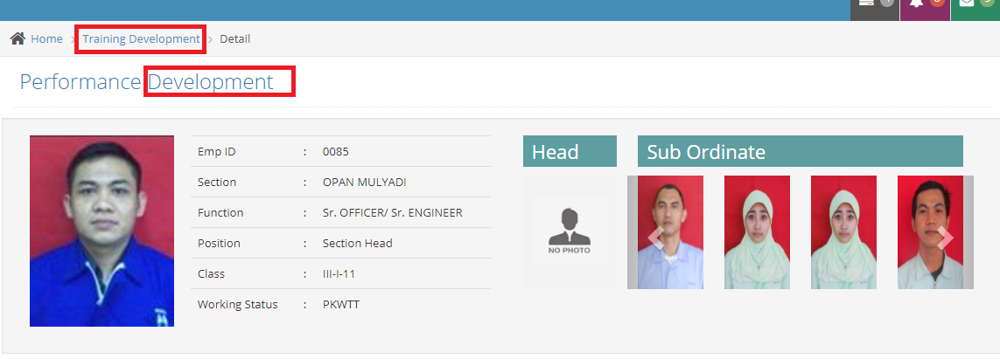 Home > Training Development > Detail
Performance Development
Emp ID : 0085
Section : OPAN MULYADI
Function : Sr. OFFICER/ Sr. ENGINEER
Position : Section Head
Class : III-I-11
Working Status : PKWTT
Head
NO PHOTO
Sub Ordinate